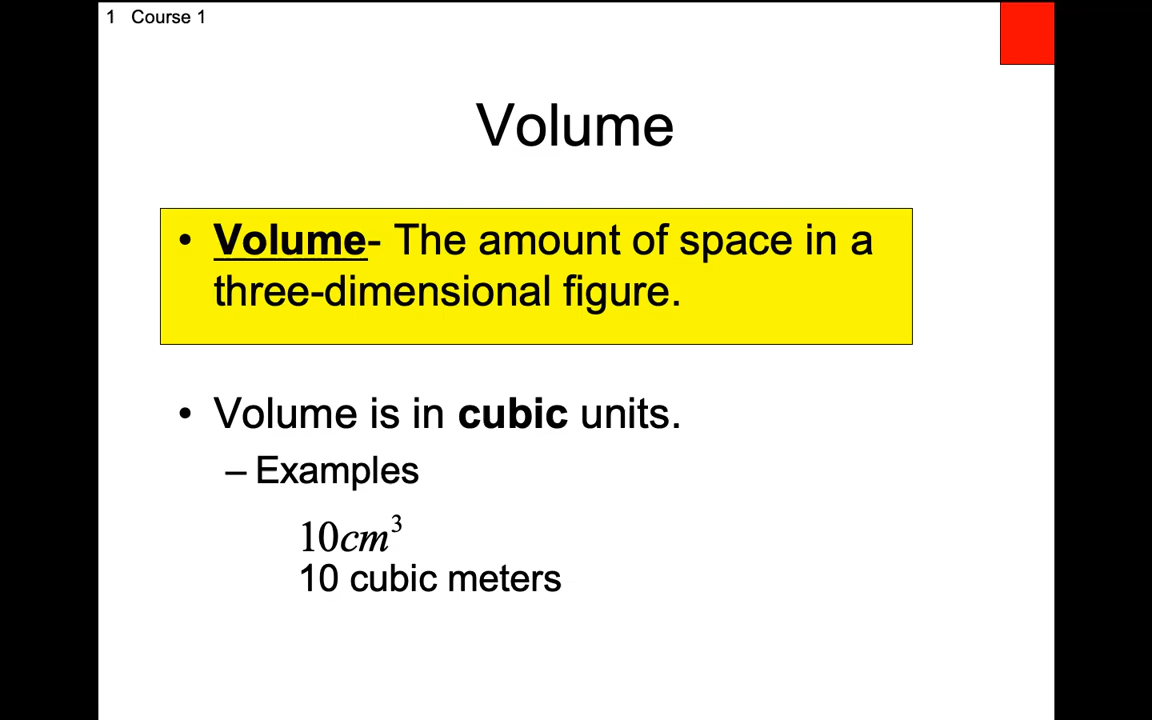 1 Course 1
Volume
• Volume- The amount of space in a
three-dimensional figure.
• Volume is in cubic units.
– Examples
10cm³
10 cubic meters